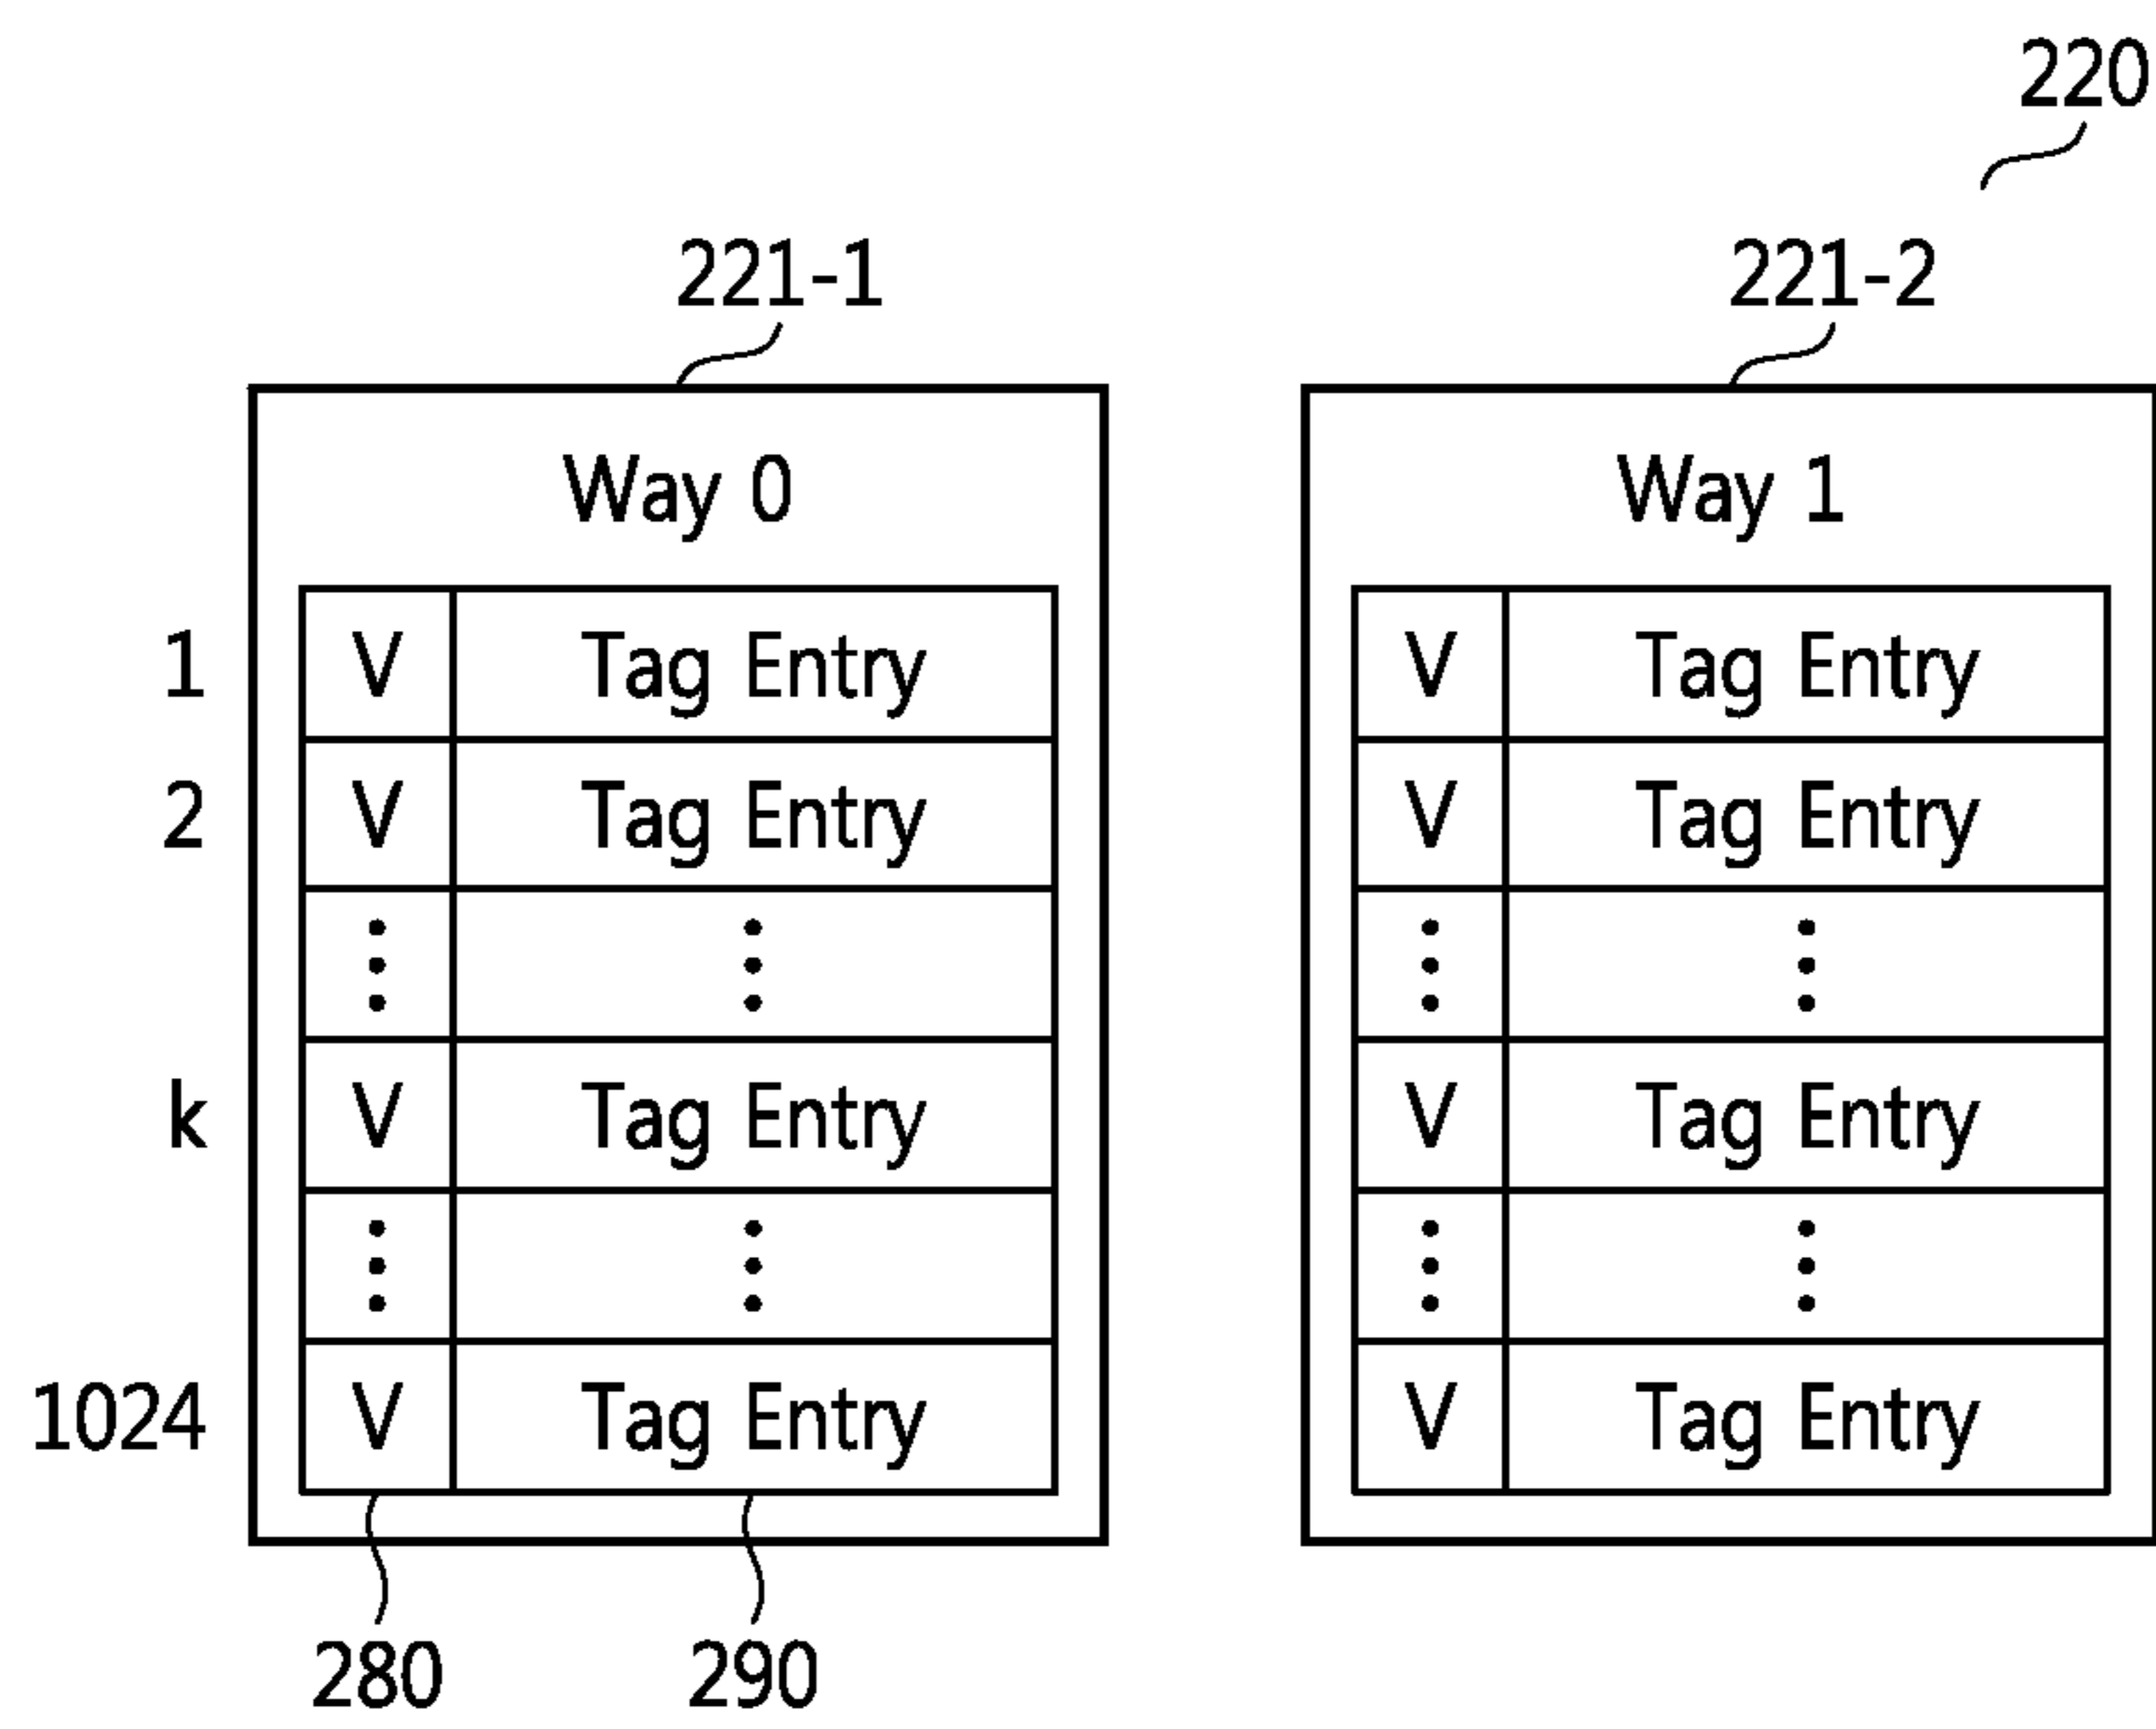 220
221-1 221-2
Way 0 Way 1
1 V Tag Entry V Tag Entry
2 V Tag Entry V Tag Entry
k V Tag Entry V Tag Entry
1024 V Tag Entry V Tag Entry
280 290